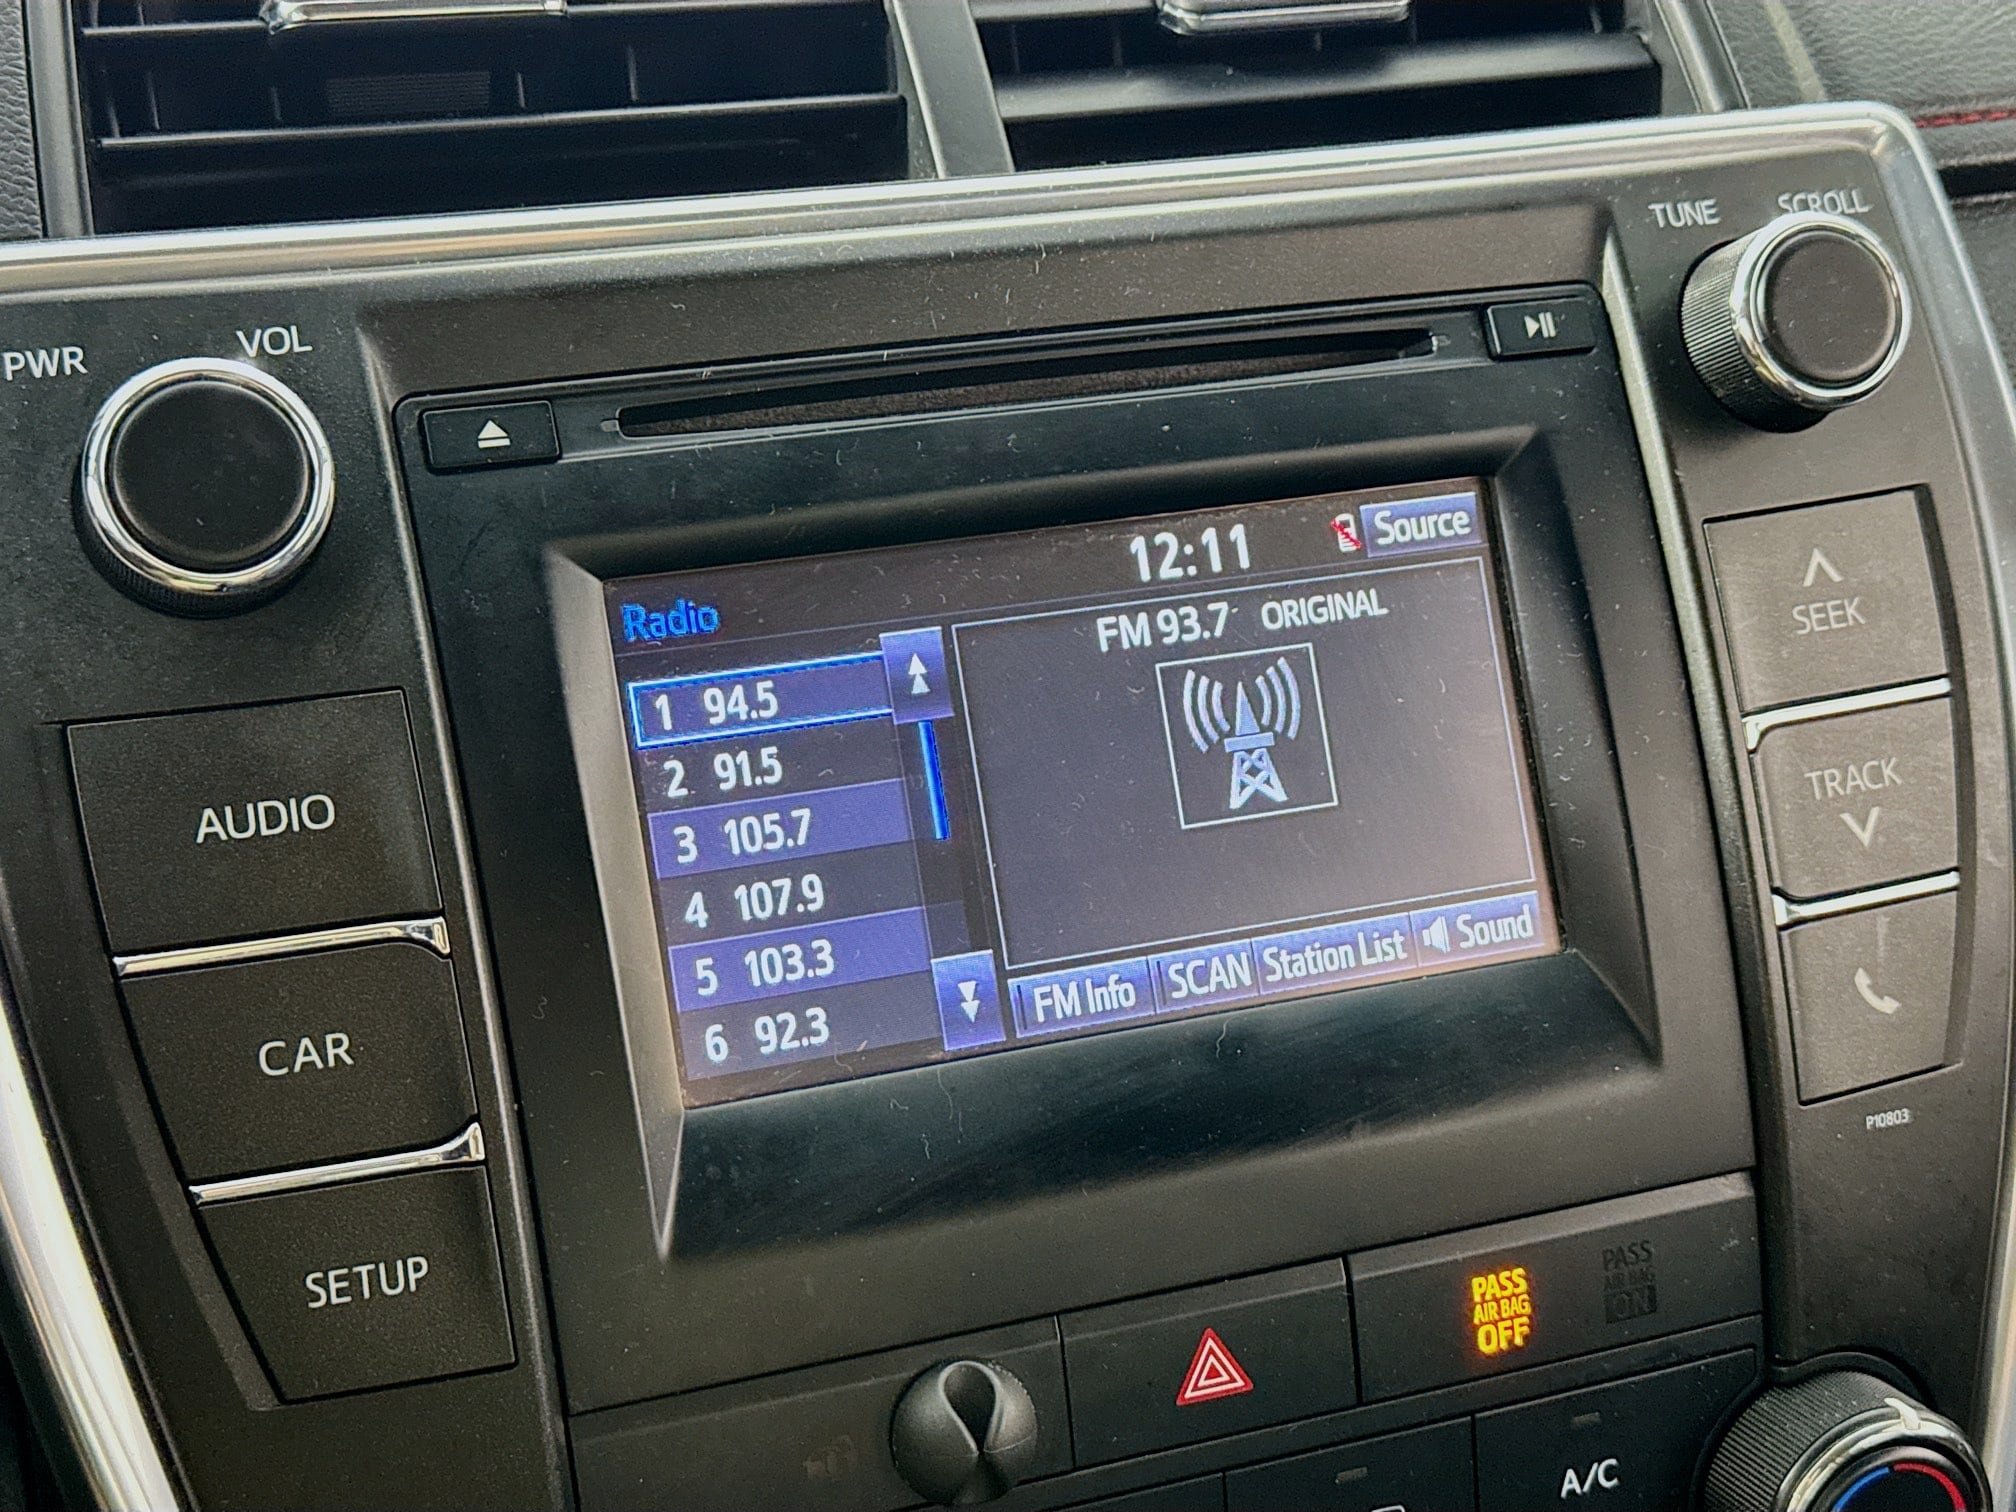 TUNE SCROLL
PWR VOL
12:11 Source
Radio
FM 93.7 ORIGINAL
1 94.5
2 91.5
3 105.7
4 107.9
5 103.3
6 92.3
FM Info SCAN Station List Sound
SEEK
TRACK
AUDIO
CAR
SETUP
P10803
PASS
AIR BAG
OFF
PASS
AIR BAG
ON
A/C